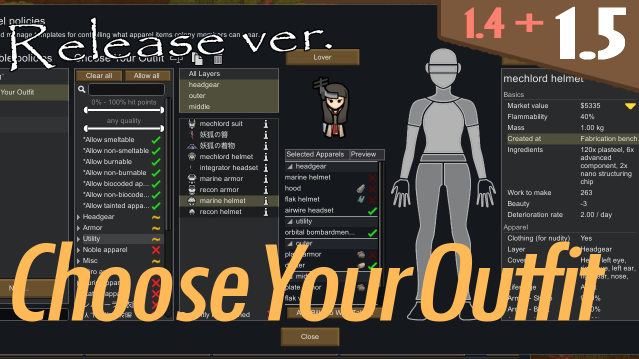 1.4 + 1.5
Release ver.
Lover
Clear all
Allow all
0% - 100% hit points
any quality
*Allow smeltable
*Allow non-smeltable
*Allow burnable
*Allow non-burnable
*Allow biocoded ap...
*Allow non-biocode...
*Allow tainted appa...
Headgear
Armor
Utility
Noble apparel
Misc
All Layers
headgear
outer
middle
mechlord suit
妖狐の簪
妖狐の着物
mechlord helmet
integrator headset
marine armor
recon armor
marine helmet
recon helmet
Selected Apparels
Preview
headgear
marine helmet
hood
flak helmet
airwire headset
utility
orbital bombardmen...
outer
mechlord helmet
Basics
Market value $5335
Flammability 40%
Mass 1.00 kg
Created at Fabrication bench
Ingredients 120x plasteel, 6x
advanced
component, 2x
nano structuring
chip
Work to make 263
Beauty -3
Deterioration rate 2.00 / day
Apparel
Clothing (for nudity) Yes
Layer Headgear
Choose Your Outfit
Close